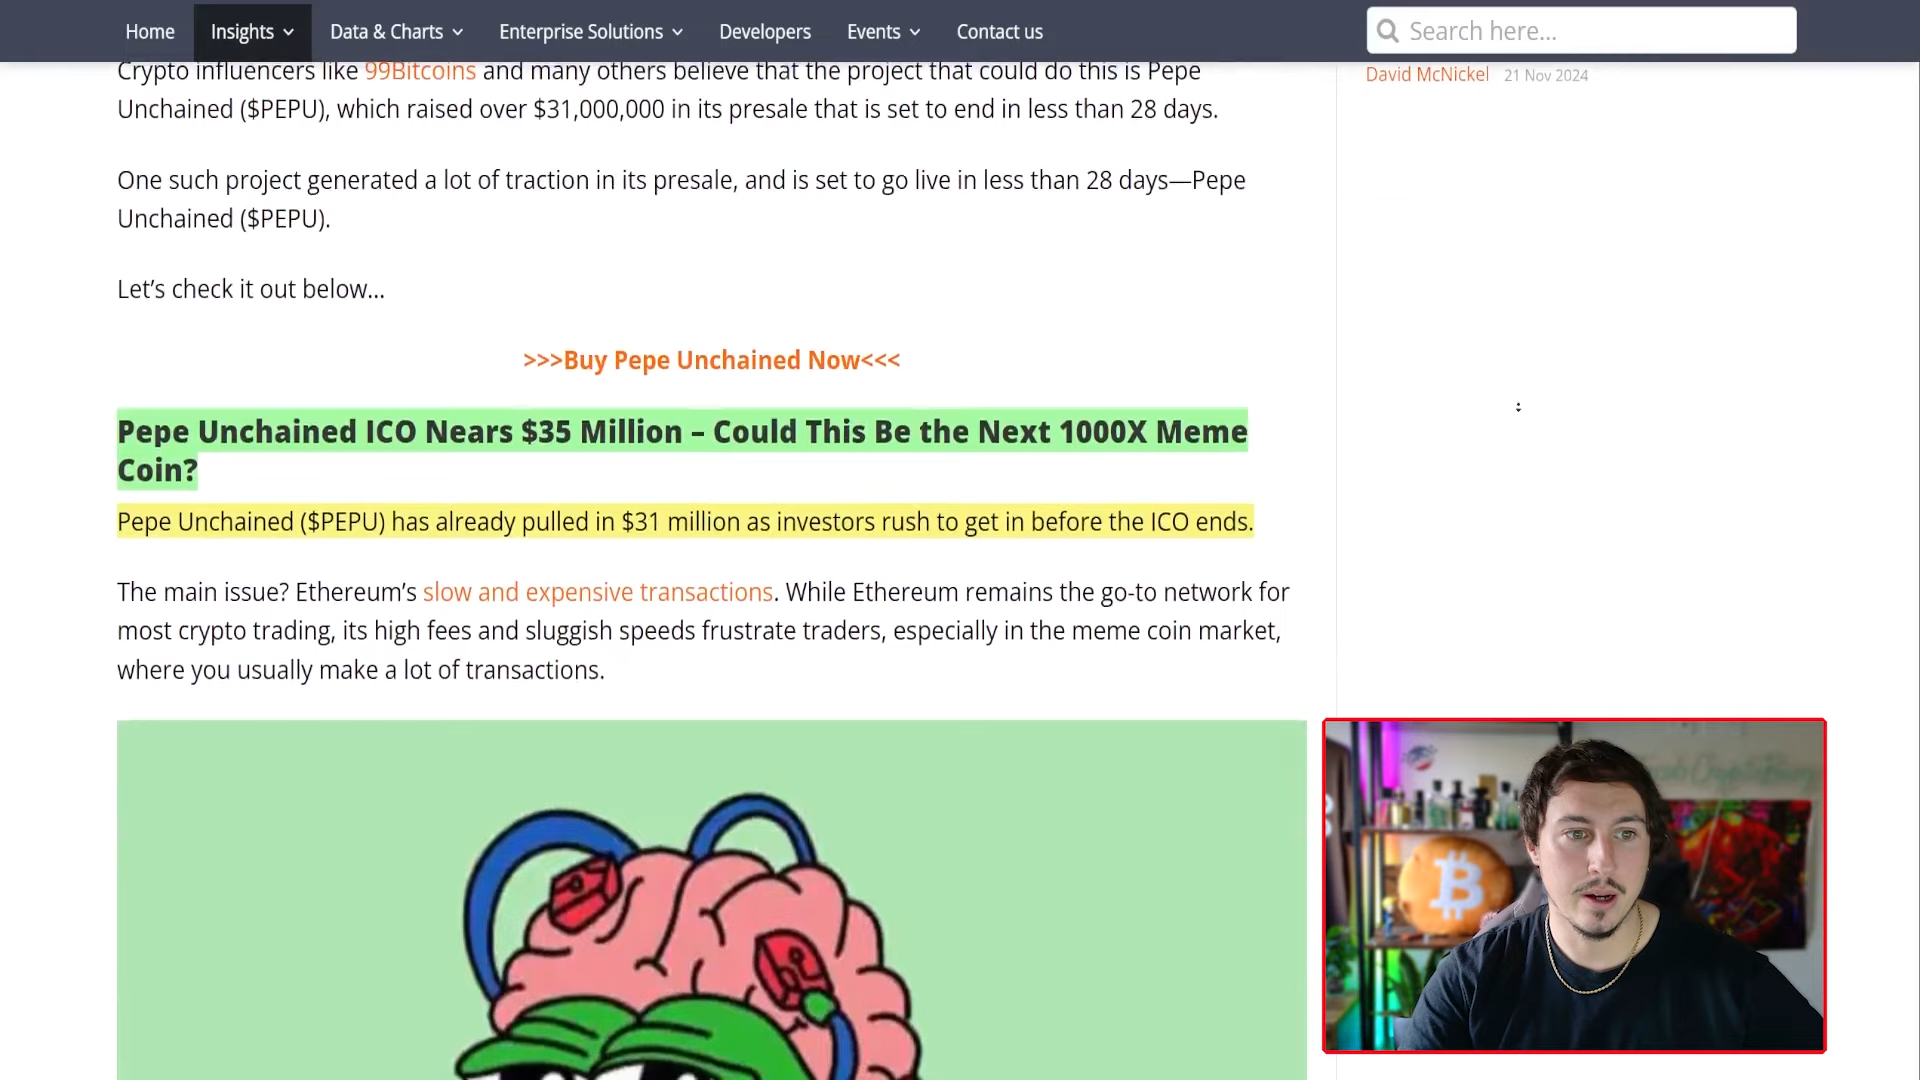 Home Insights Data & Charts Enterprise Solutions Developers Events Contact us Search here...
Crypto influencers like 99Bitcoins and many others believe that the project that could do this is Pepe
Unchained ($PEPU), which raised over $31,000,000 in its presale that is set to end in less than 28 days.
David McNickel 21 Nov 2024
One such project generated a lot of traction in its presale, and is set to go live in less than 28 days—Pepe
Unchained ($PEPU).
Let’s check it out below...
>>>Buy Pepe Unchained Now<<<
Pepe Unchained ICO Nears $35 Million – Could This Be the Next 1000X Meme
Coin?
Pepe Unchained ($PEPU) has already pulled in $31 million as investors rush to get in before the ICO ends.
The main issue? Ethereum’s slow and expensive transactions. While Ethereum remains the go-to network for
most crypto trading, its high fees and sluggish speeds frustrate traders, especially in the meme coin market,
where you usually make a lot of transactions.